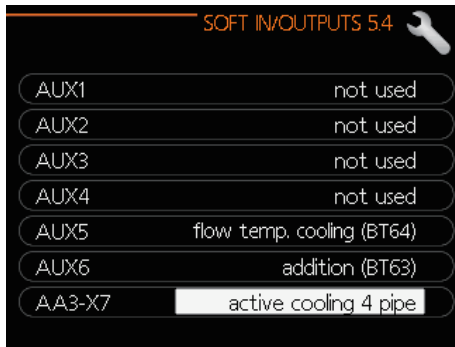 SOFT IN/OUTPUTS 5.4
AUX1 not used
AUX2 not used
AUX3 not used
AUX4 not used
AUX5 flow temp. cooling (BT64)
AUX6 addition (BT63)
AA3-X7 active cooling 4 pipe